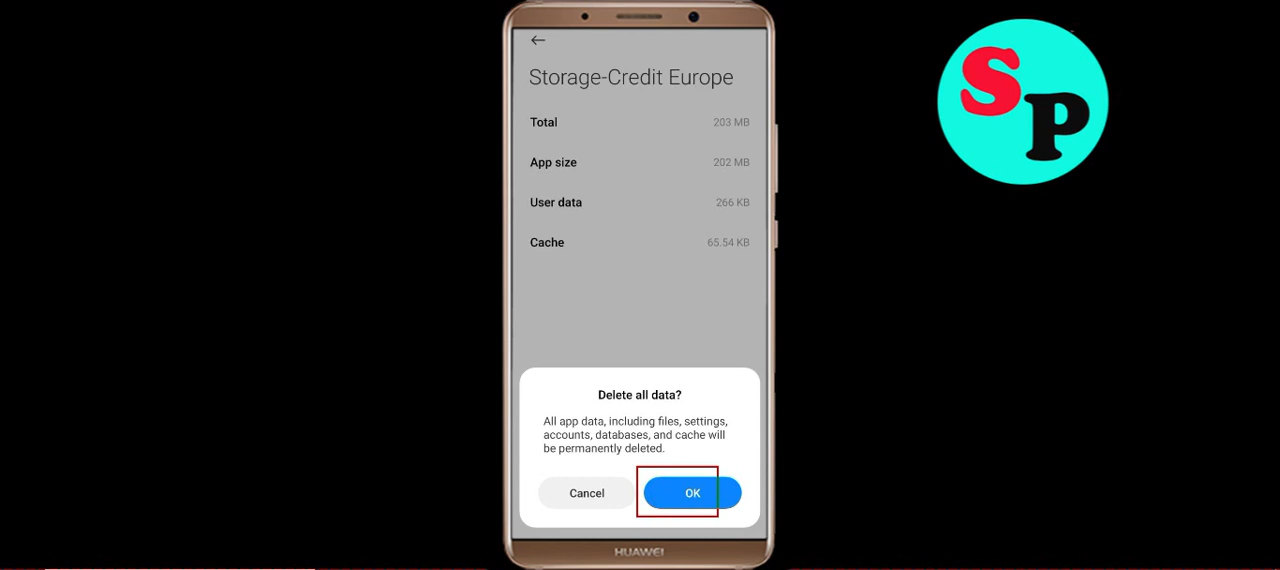 Storage-Credit Europe
Total 203 MB
App size 202 MB
User data 266 KB
Cache 65.54 KB
Delete all data?
All app data, including files, settings,
accounts, databases, and cache will
be permanently deleted.
Cancel OK
HUAWEI
SP